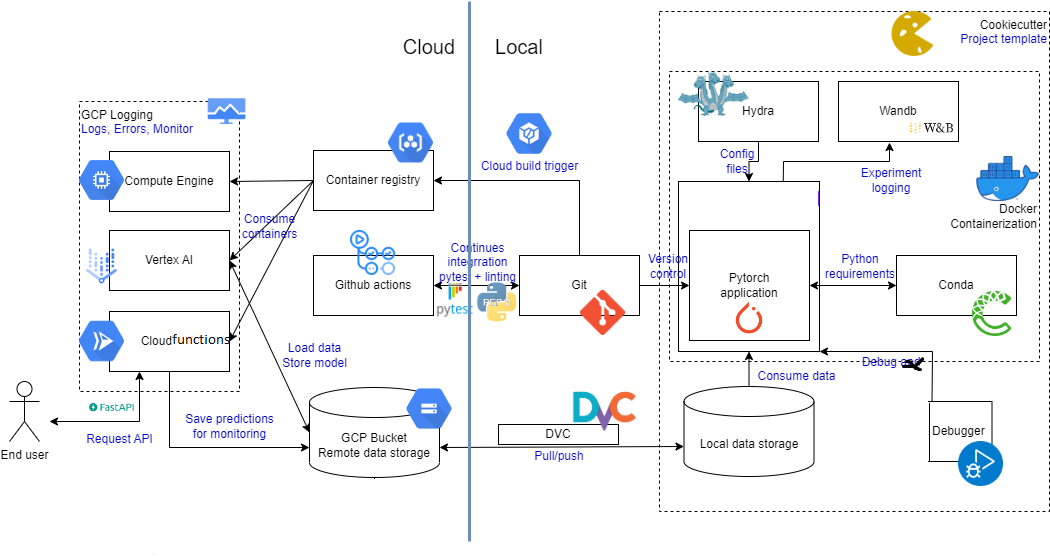 Cookiecutter
Project template
Cloud
Local
GCP Logging
Logs, Errors, Monitor
Hydra
Wandb
W&B
Cloud build trigger
Config
files
Experiment
logging
Compute Engine
Container registry
Docker
Containerization
Consume
containers
Vertex AI
Continues
integrration
pytest + linting
Github actions
pytest
Git
Version
control
Pytorch
application
Python
requirements
Conda
Cloudfunctions
Load data
Store model
Debug and
Consume data
FastAPI
Request API
End user
Save predictions
for monitoring
GCP Bucket
Remote data storage
DVC
DVC
Pull/push
Local data storage
Debugger